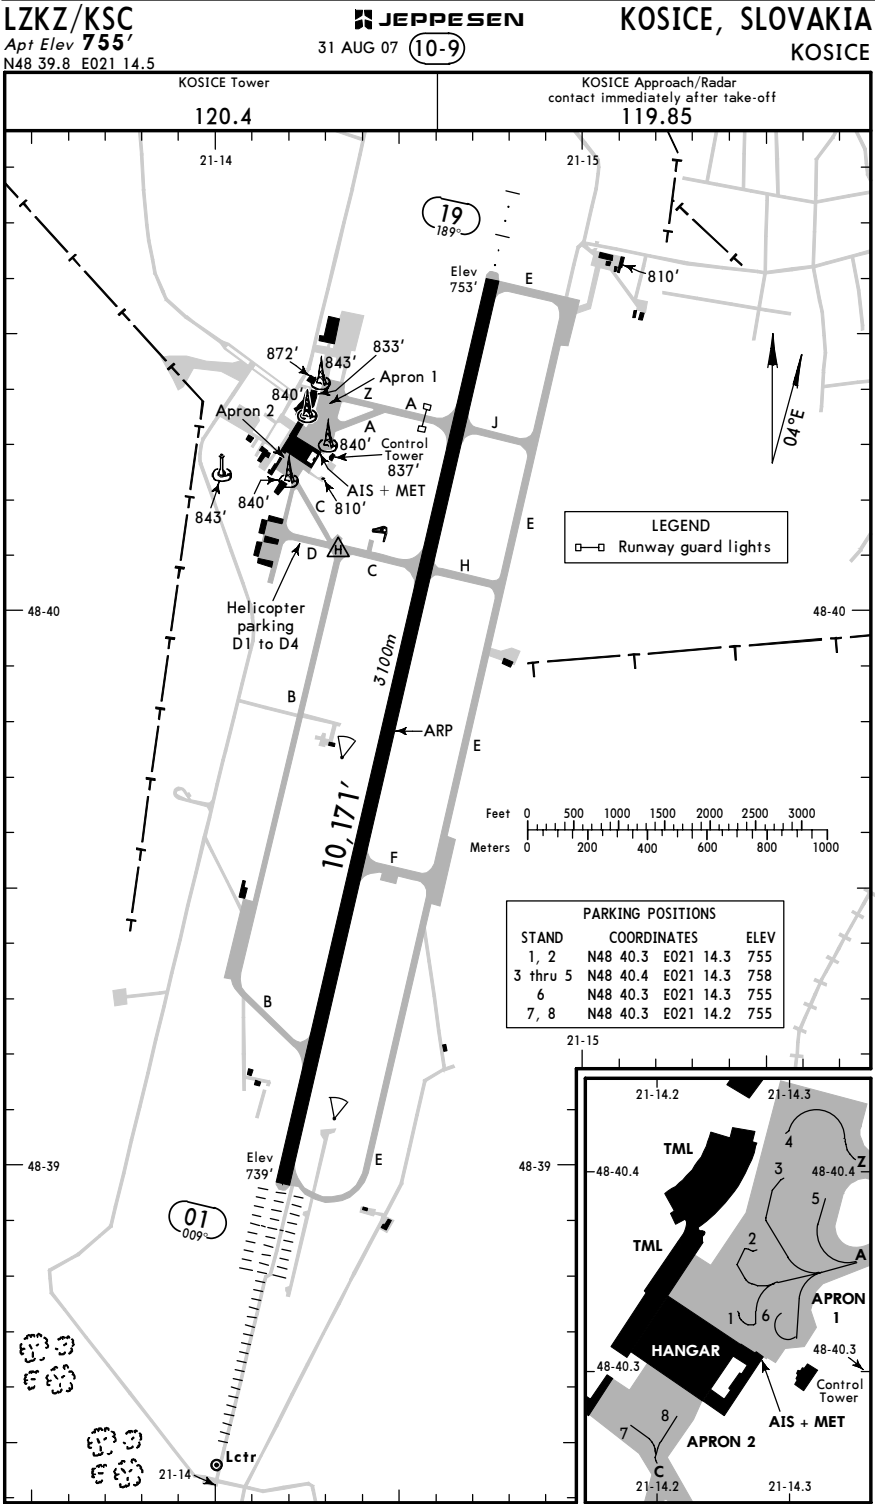 LZKZ/KSC
Apt Elev 755'
N48 39.8 E021 14.5
JEPPESEN
31 AUG 07 10-9
KOSICE, SLOVAKIA
KOSICE
KOSICE Tower
120.4
KOSICE Approach/Radar
contact immediately after take-off
119.85
21-14
21-15
19
189°
Elev
753'
E
810'
872'
843'
833'
Apron 1
840'
Z
A
Apron 2
A
J
840'
Control
Tower
837'
04°E
AIS + MET
843'
840'
C
810'
E
LEGEND
Runway guard lights
H
D
C
H
48-40
48-40
Helicopter
parking
D1 to D4
3100m
B
ARP
E
10,171'
Feet 0 500 1000 1500 2000 2500 3000
Meters 0 200 400 600 800 1000
F
PARKING POSITIONS
STAND COORDINATES ELEV
1, 2 N48 40.3 E021 14.3 755
3 thru 5 N48 40.4 E021 14.3 758
6 N48 40.3 E021 14.3 755
7, 8 N48 40.3 E021 14.2 755
B
21-15
Elev
739'
E
48-39
48-39
01
009°
Lctr
21-14
21-14.2
21-14.3
4
TML
Z
48-40.4
3
48-40.4
5
TML
2
A
APRON
1
1
6
HANGAR
48-40.3
48-40.3
Control
Tower
AIS + MET
8
7
APRON 2
C
21-14.2
21-14.3